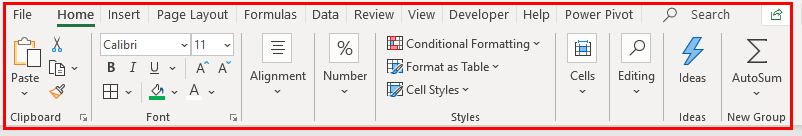 File Home Insert Page Layout Formulas Data Review View Developer Help Power Pivot Search
Calibri 11
Conditional Formatting
% 
Paste B I U A A Alignment Number Format as Table Cells Editing Ideas AutoSum
A Cell Styles
Clipboard Font Styles Ideas New Group